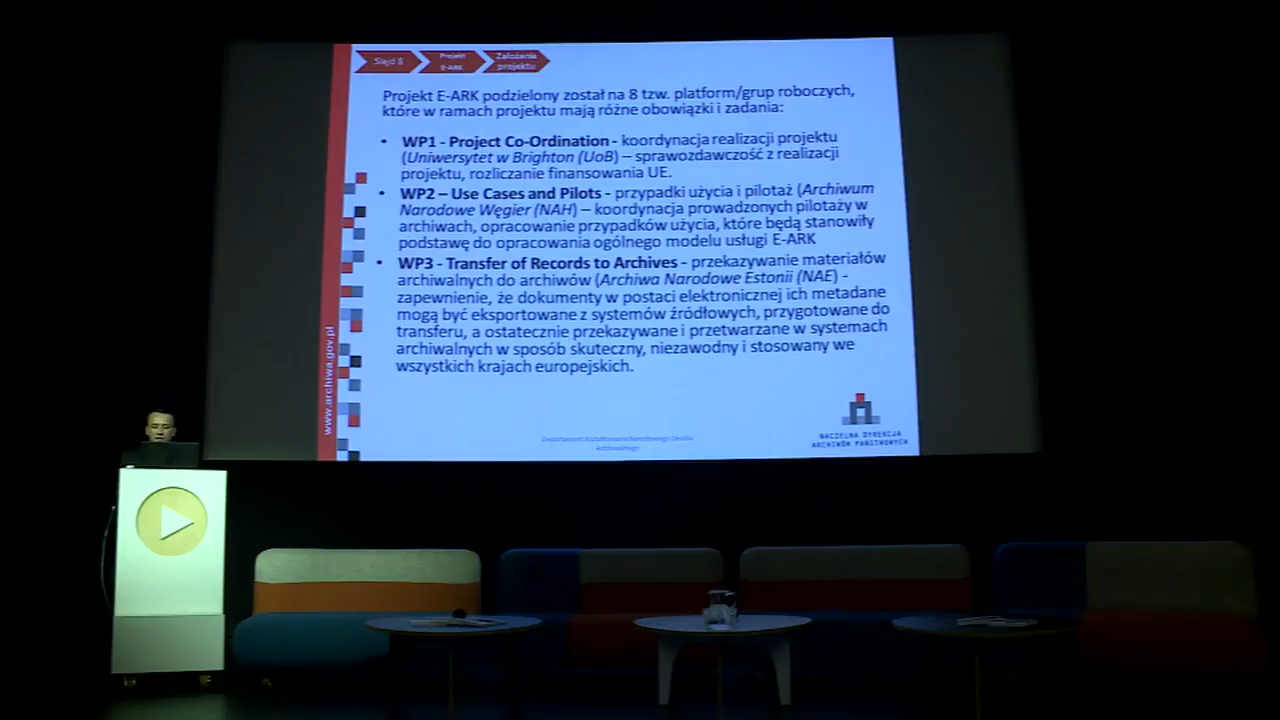 Slajd 8
Projekt
E-ARK
Założenia
projektu
Projekt E-ARK podzielony został na 8 tzw. platform/grup roboczych,
które w ramach projektu mają różne obowiązki i zadania:
• WP1 - Project Co-Ordination - koordynacja realizacji projektu
(Uniwersytet w Brighton (UoB) – sprawozdawczość z realizacji
projektu, rozliczanie finansowania UE.
• WP2 – Use Cases and Pilots - przypadki użycia i pilotaż (Archiwum
Narodowe Węgier (NAH) – koordynacja prowadzonych pilotaży w
archiwach, opracowanie przypadków użycia, które będą stanowiły
podstawę do opracowania ogólnego modelu usługi E-ARK
• WP3 - Transfer of Records to Archives - przekazywanie materiałów
archiwalnych do archiwów (Archiwa Narodowe Estonii (NAE) -
zapewnienie, że dokumenty w postaci elektronicznej ich metadane
mogą być eksportowane z systemów źródłowych, przygotowane do
transferu, a ostatecznie przekazywane i przetwarzane w systemach
archiwalnych w sposób skuteczny, niezawodny i stosowany we
wszystkich krajach europejskich.
www.archiwa.gov.pl
Departament Kształtowania Narodowego Zasobu
Archiwalnego
NACZELNA DYREKCJA
ARCHIWÓW PAŃSTWOWYCH